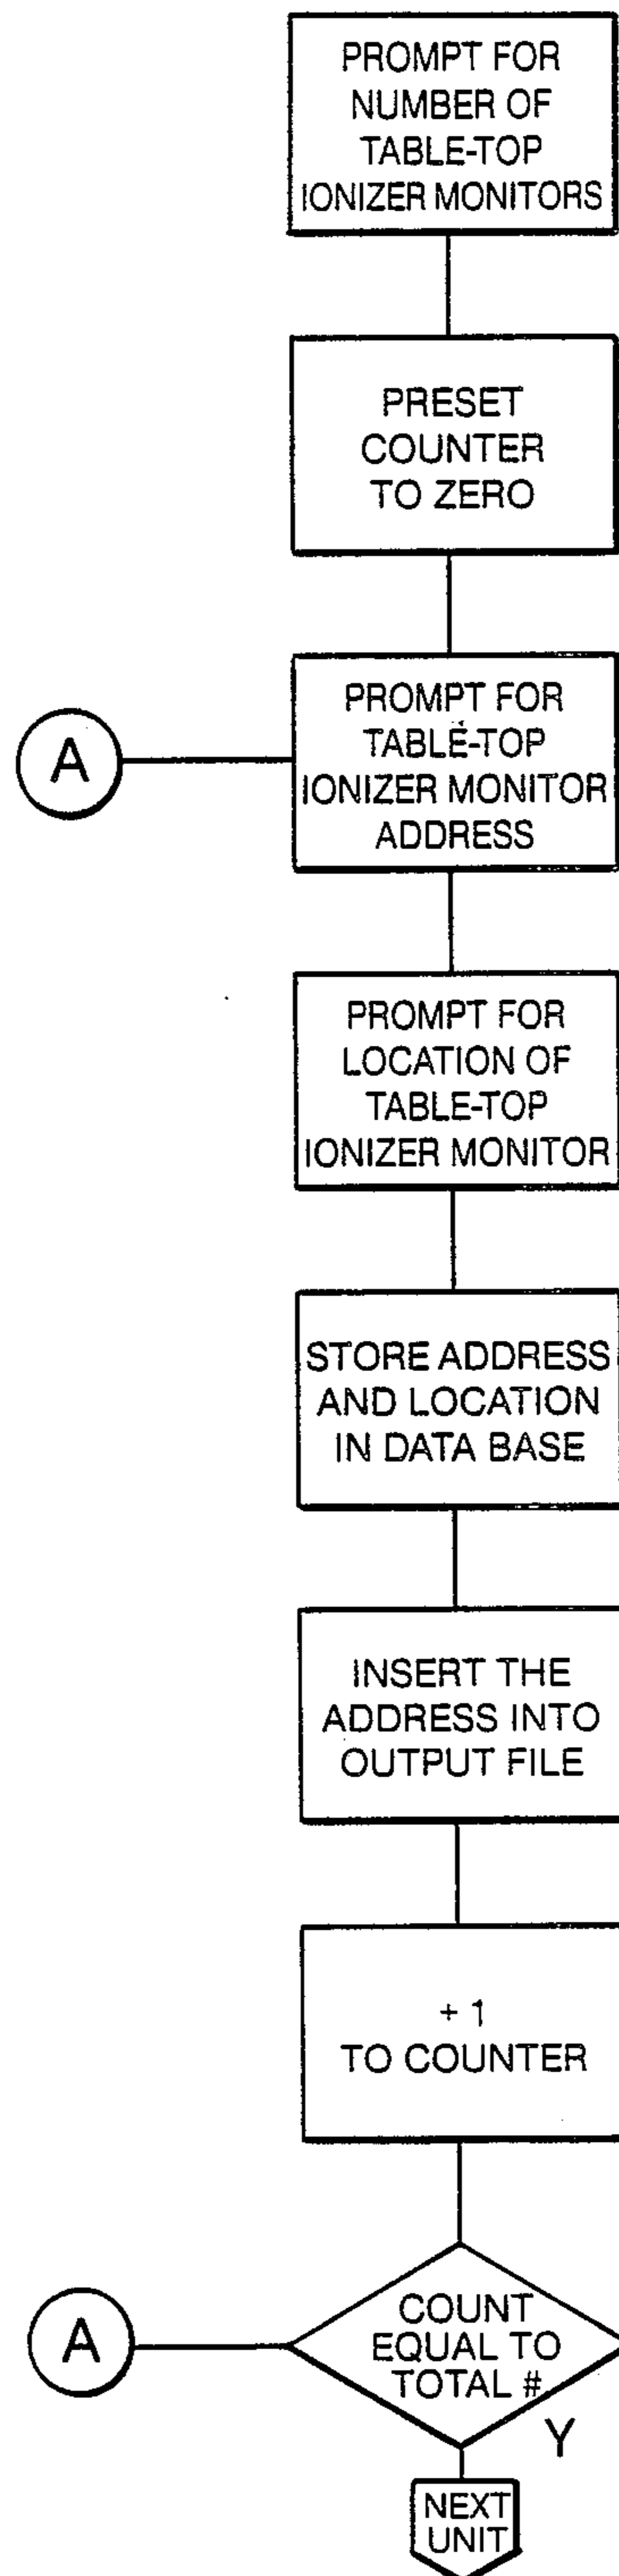 PROMPT FOR
NUMBER OF
TABLE-TOP
IONIZER MONITORS
PRESET
COUNTER
TO ZERO
A
PROMPT FOR
TABLE-TOP
IONIZER MONITOR
ADDRESS
PROMPT FOR
LOCATION OF
TABLE-TOP
IONIZER MONITOR
STORE ADDRESS
AND LOCATION
IN DATA BASE
INSERT THE
ADDRESS INTO
OUTPUT FILE
+ 1
TO COUNTER
A
COUNT
EQUAL TO
TOTAL #
Y
NEXT
UNIT